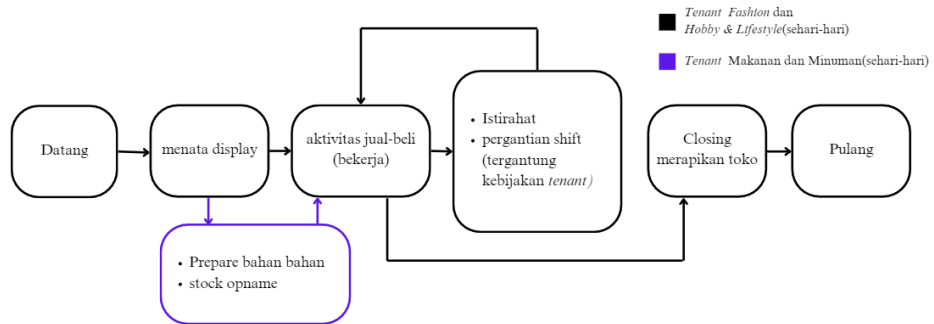 Tenant Fashion dan
Hobby & Lifestyle(sehari-hari)
Tenant Makanan dan Minuman(sehari-hari)
Datang
menata display
aktivitas jual-beli
(bekerja)
• Istirahat
• pergantian shift
(tergantung
kebijakan tenant)
Closing
merapikan toko
Pulang
• Prepare bahan bahan
• stock opname